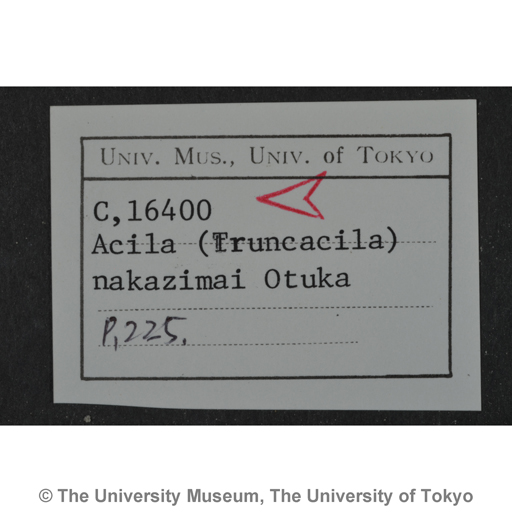 UNIV. MUS., UNIV. of TOKYO
C,16400
Acila (Truncacila)
nakazimai Otuka
P,225.
© The University Museum, The University of Tokyo